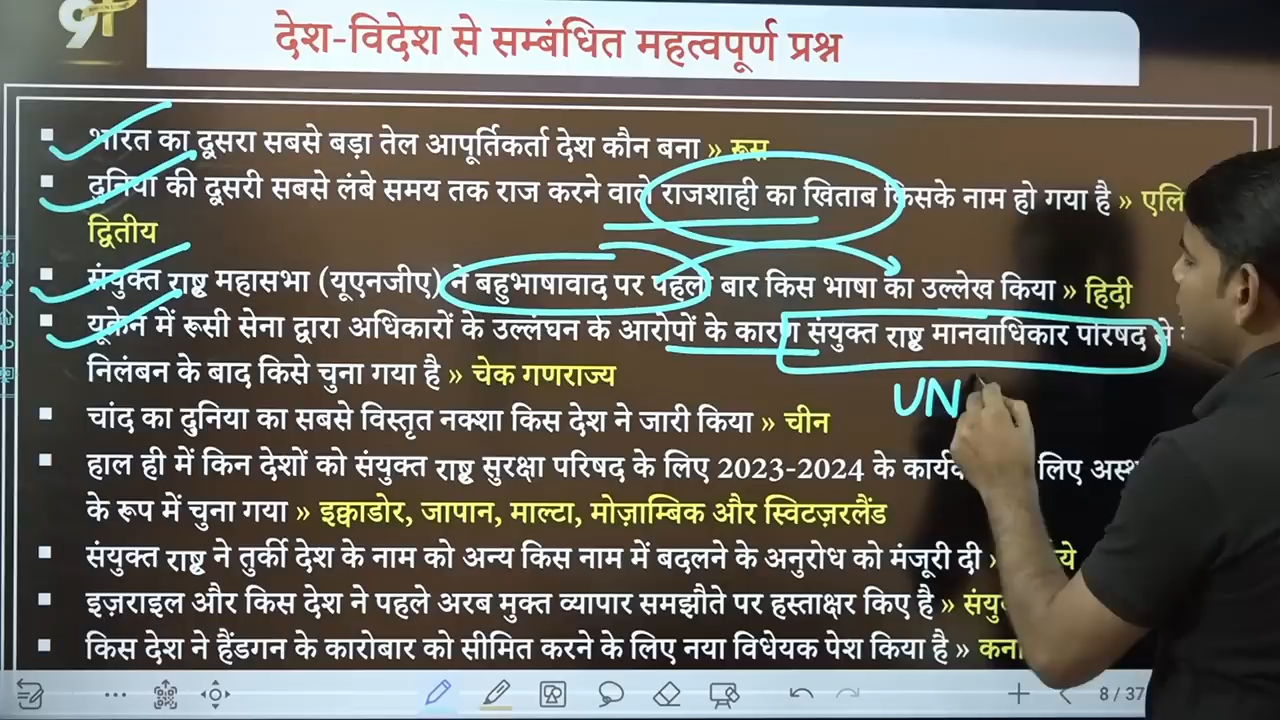 देश-विदेश से सम्बंधित महत्वपूर्ण प्रश्न
▪ भारत का दूसरा सबसे बड़ा तेल आपूर्तिकर्ता देश कौन बना » रूस
▪ दुनिया की दूसरी सबसे लंबे समय तक राज करने वाले राजशाही का खिताब किसके नाम हो गया है »
द्वितीय
▪ संयुक्त राष्ट्र महासभा (यूएनजीए) ने बहुभाषावाद पर पहली बार किस भाषा का उल्लेख किया » हिंदी
▪ यूक्रेन में रूसी सेना द्वारा अधिकारों के उल्लंघन के आरोपों के कारण संयुक्त राष्ट्र मानवाधिकार परिषद से
निलंबन के बाद किसे चुना गया है » चेक गणराज्य
UN
▪ चांद का दुनिया का सबसे विस्तृत नक्शा किस देश ने जारी किया » चीन
▪ हाल ही में किन देशों को संयुक्त राष्ट्र सुरक्षा परिषद के लिए 2023-2024 के लिए
के रूप में चुना गया » इक्वाडोर, जापान, माल्टा, मोज़ाम्बिक और स्विटज़रलैंड
▪ संयुक्त राष्ट्र ने तुर्की देश के नाम को अन्य किस नाम में बदलने के अनुरोध को मंजूरी दी »
▪ इज़राइल और किस देश ने पहले अरब मुक्त व्यापार समझौते पर हस्ताक्षर किए है »
▪ किस देश ने हैंडगन के कारोबार को सीमित करने के लिए नया विधेयक पेश किया है »
8 / 37